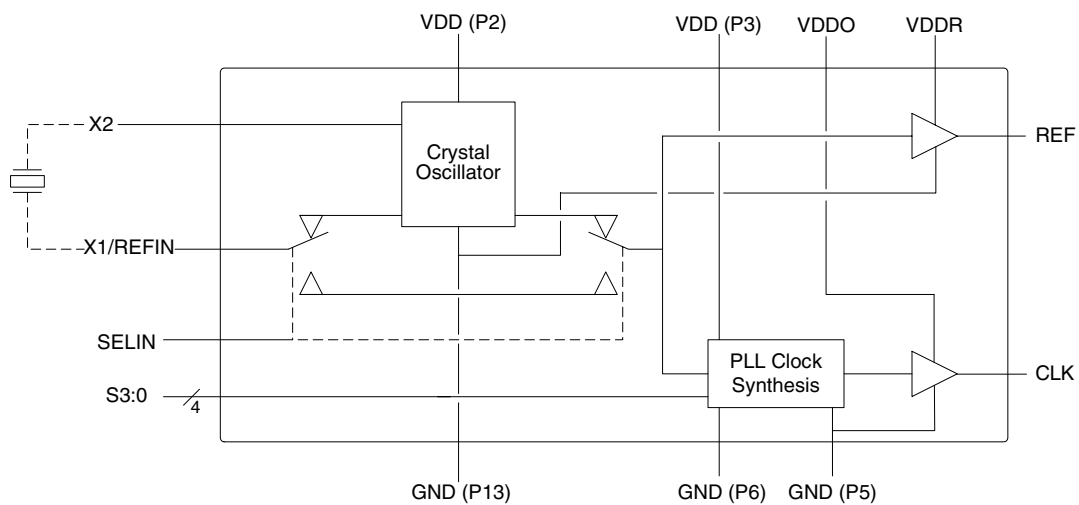 VDD (P2)
VDD (P3)
VDDO
VDDR
X2
Crystal
Oscillator
REF
X1/REFIN
SELIN
PLL Clock
Synthesis
CLK
S3:0
4
GND (P13)
GND (P6)
GND (P5)